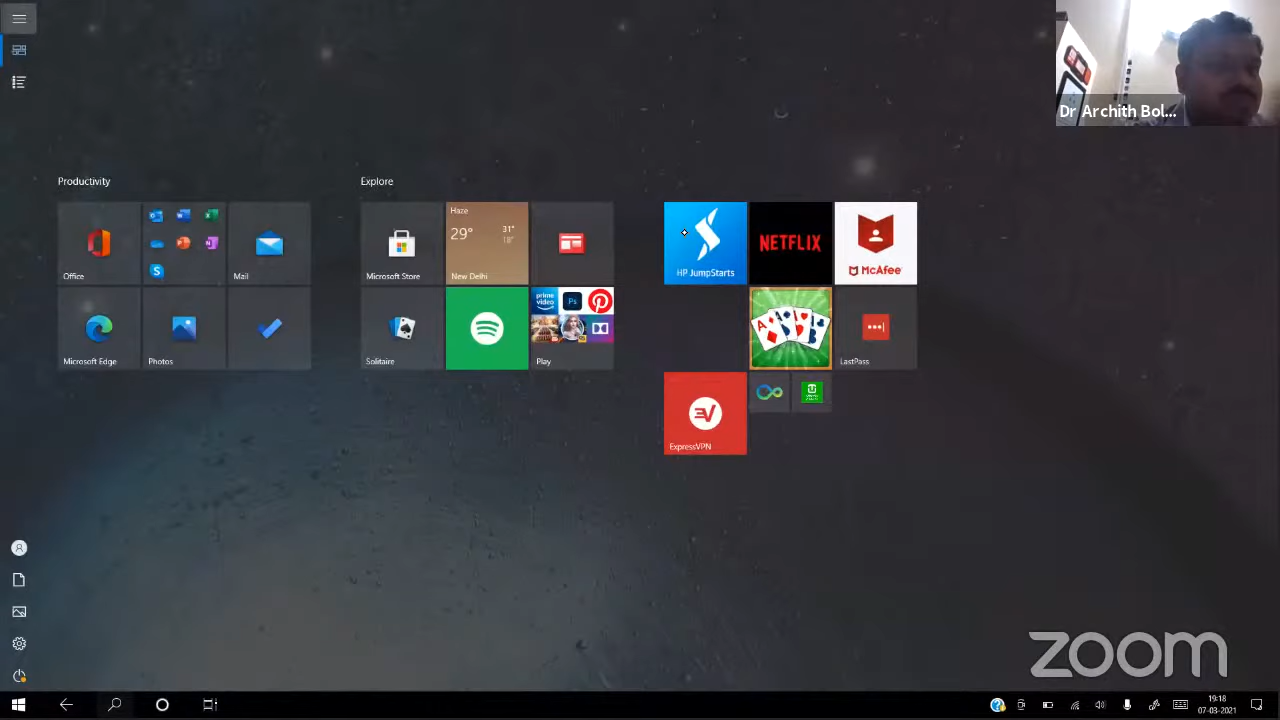 Dr Archith Bol...
Productivity
Explore
Office
Mail
Microsoft Store
Haze
29°
31°
18°
New Delhi
HP JumpStarts
NETFLIX
McAfee
Microsoft Edge
Photos
Solitaire
prime video
Ps
Play
LastPass
ExpressVPN
zoom
19:18
07-03-2021